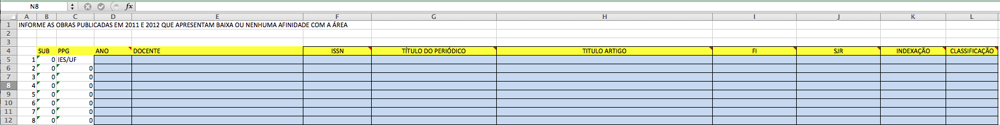 N8 fx
A B C D E F G H I J K L
1 INFORME AS OBRAS PUBLICADAS EM 2011 E 2012 QUE APRESENTAM BAIXA OU NENHUMA AFINIDADE COM A ÁREA
2
3
4 SUB PPG ANO DOCENTE ISSN TÍTULO DO PERIÓDICO TITULO ARTIGO FI SJR INDEXAÇÃO CLASSIFICAÇÃO
5 1 0 IES/UF
6 2 0 0
7 3 0 0
8 4 0 0
9 5 0 0
10 6 0 0
11 7 0 0
12 8 0 0